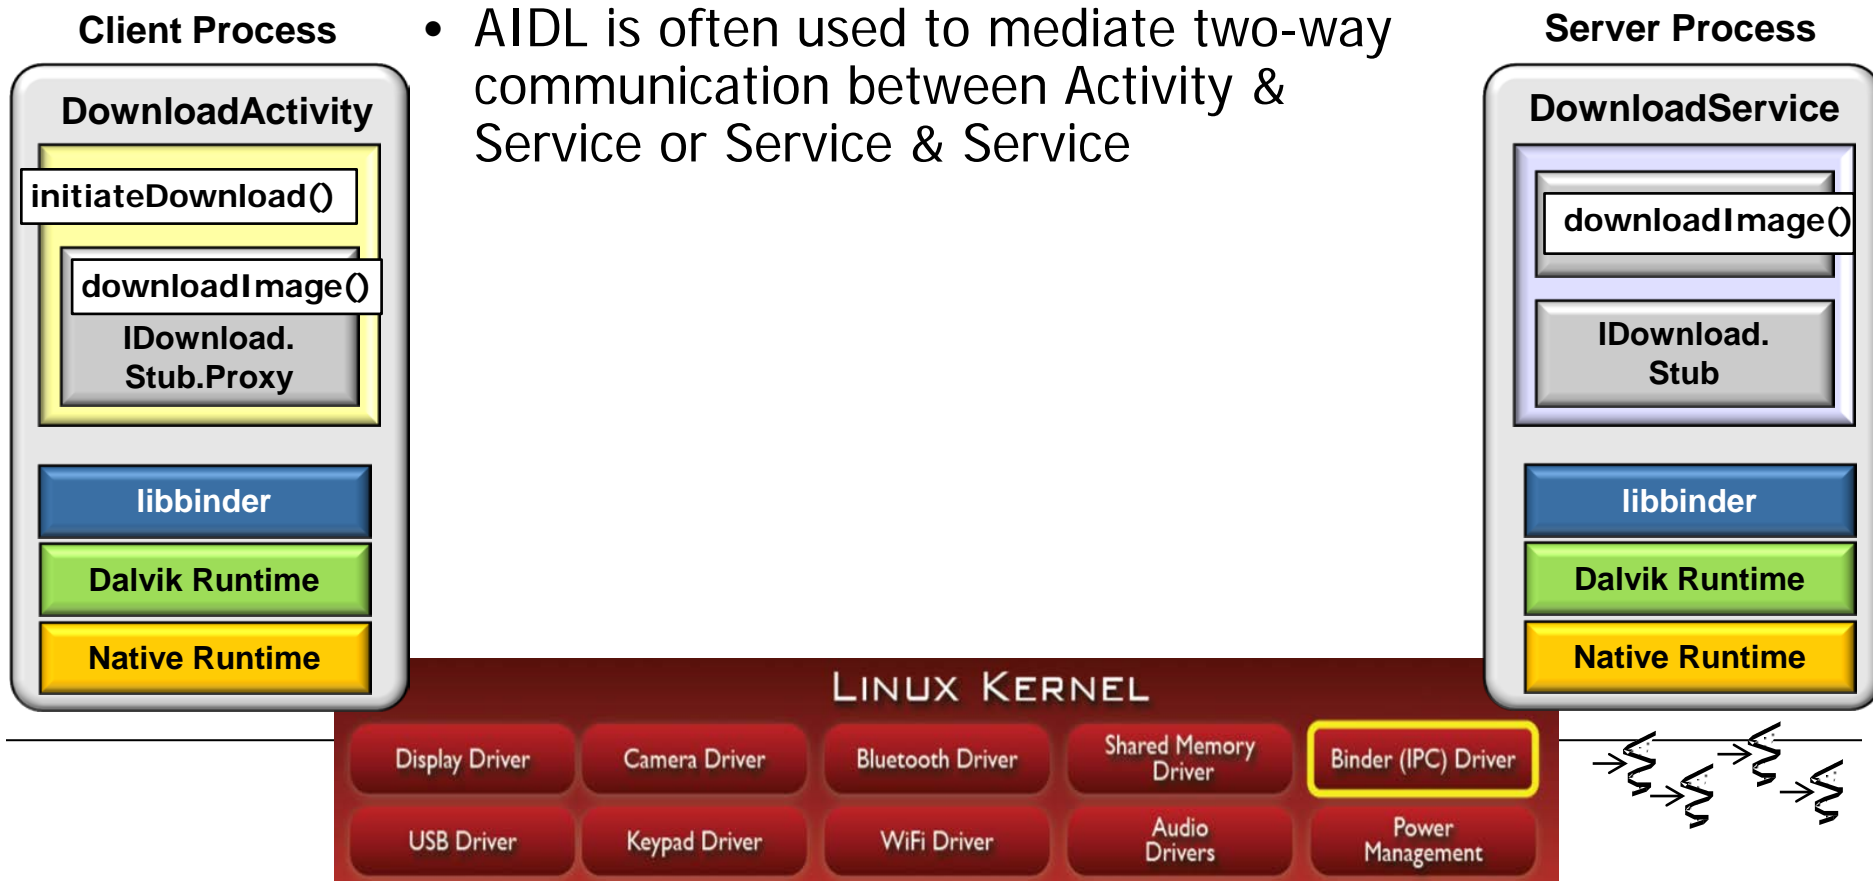 Client Process
DownloadActivity
initiateDownload()
downloadImage()
IDownload.
Stub.Proxy
libbinder
Dalvik Runtime
Native Runtime
• AIDL is often used to mediate two-way
communication between Activity &
Service or Service & Service
Server Process
DownloadService
downloadImage()
IDownload.
Stub
libbinder
Dalvik Runtime
Native Runtime
LINUX KERNEL
Display Driver
Camera Driver
Bluetooth Driver
Shared Memory
Driver
Binder (IPC) Driver
USB Driver
Keypad Driver
WiFi Driver
Audio
Drivers
Power
Management